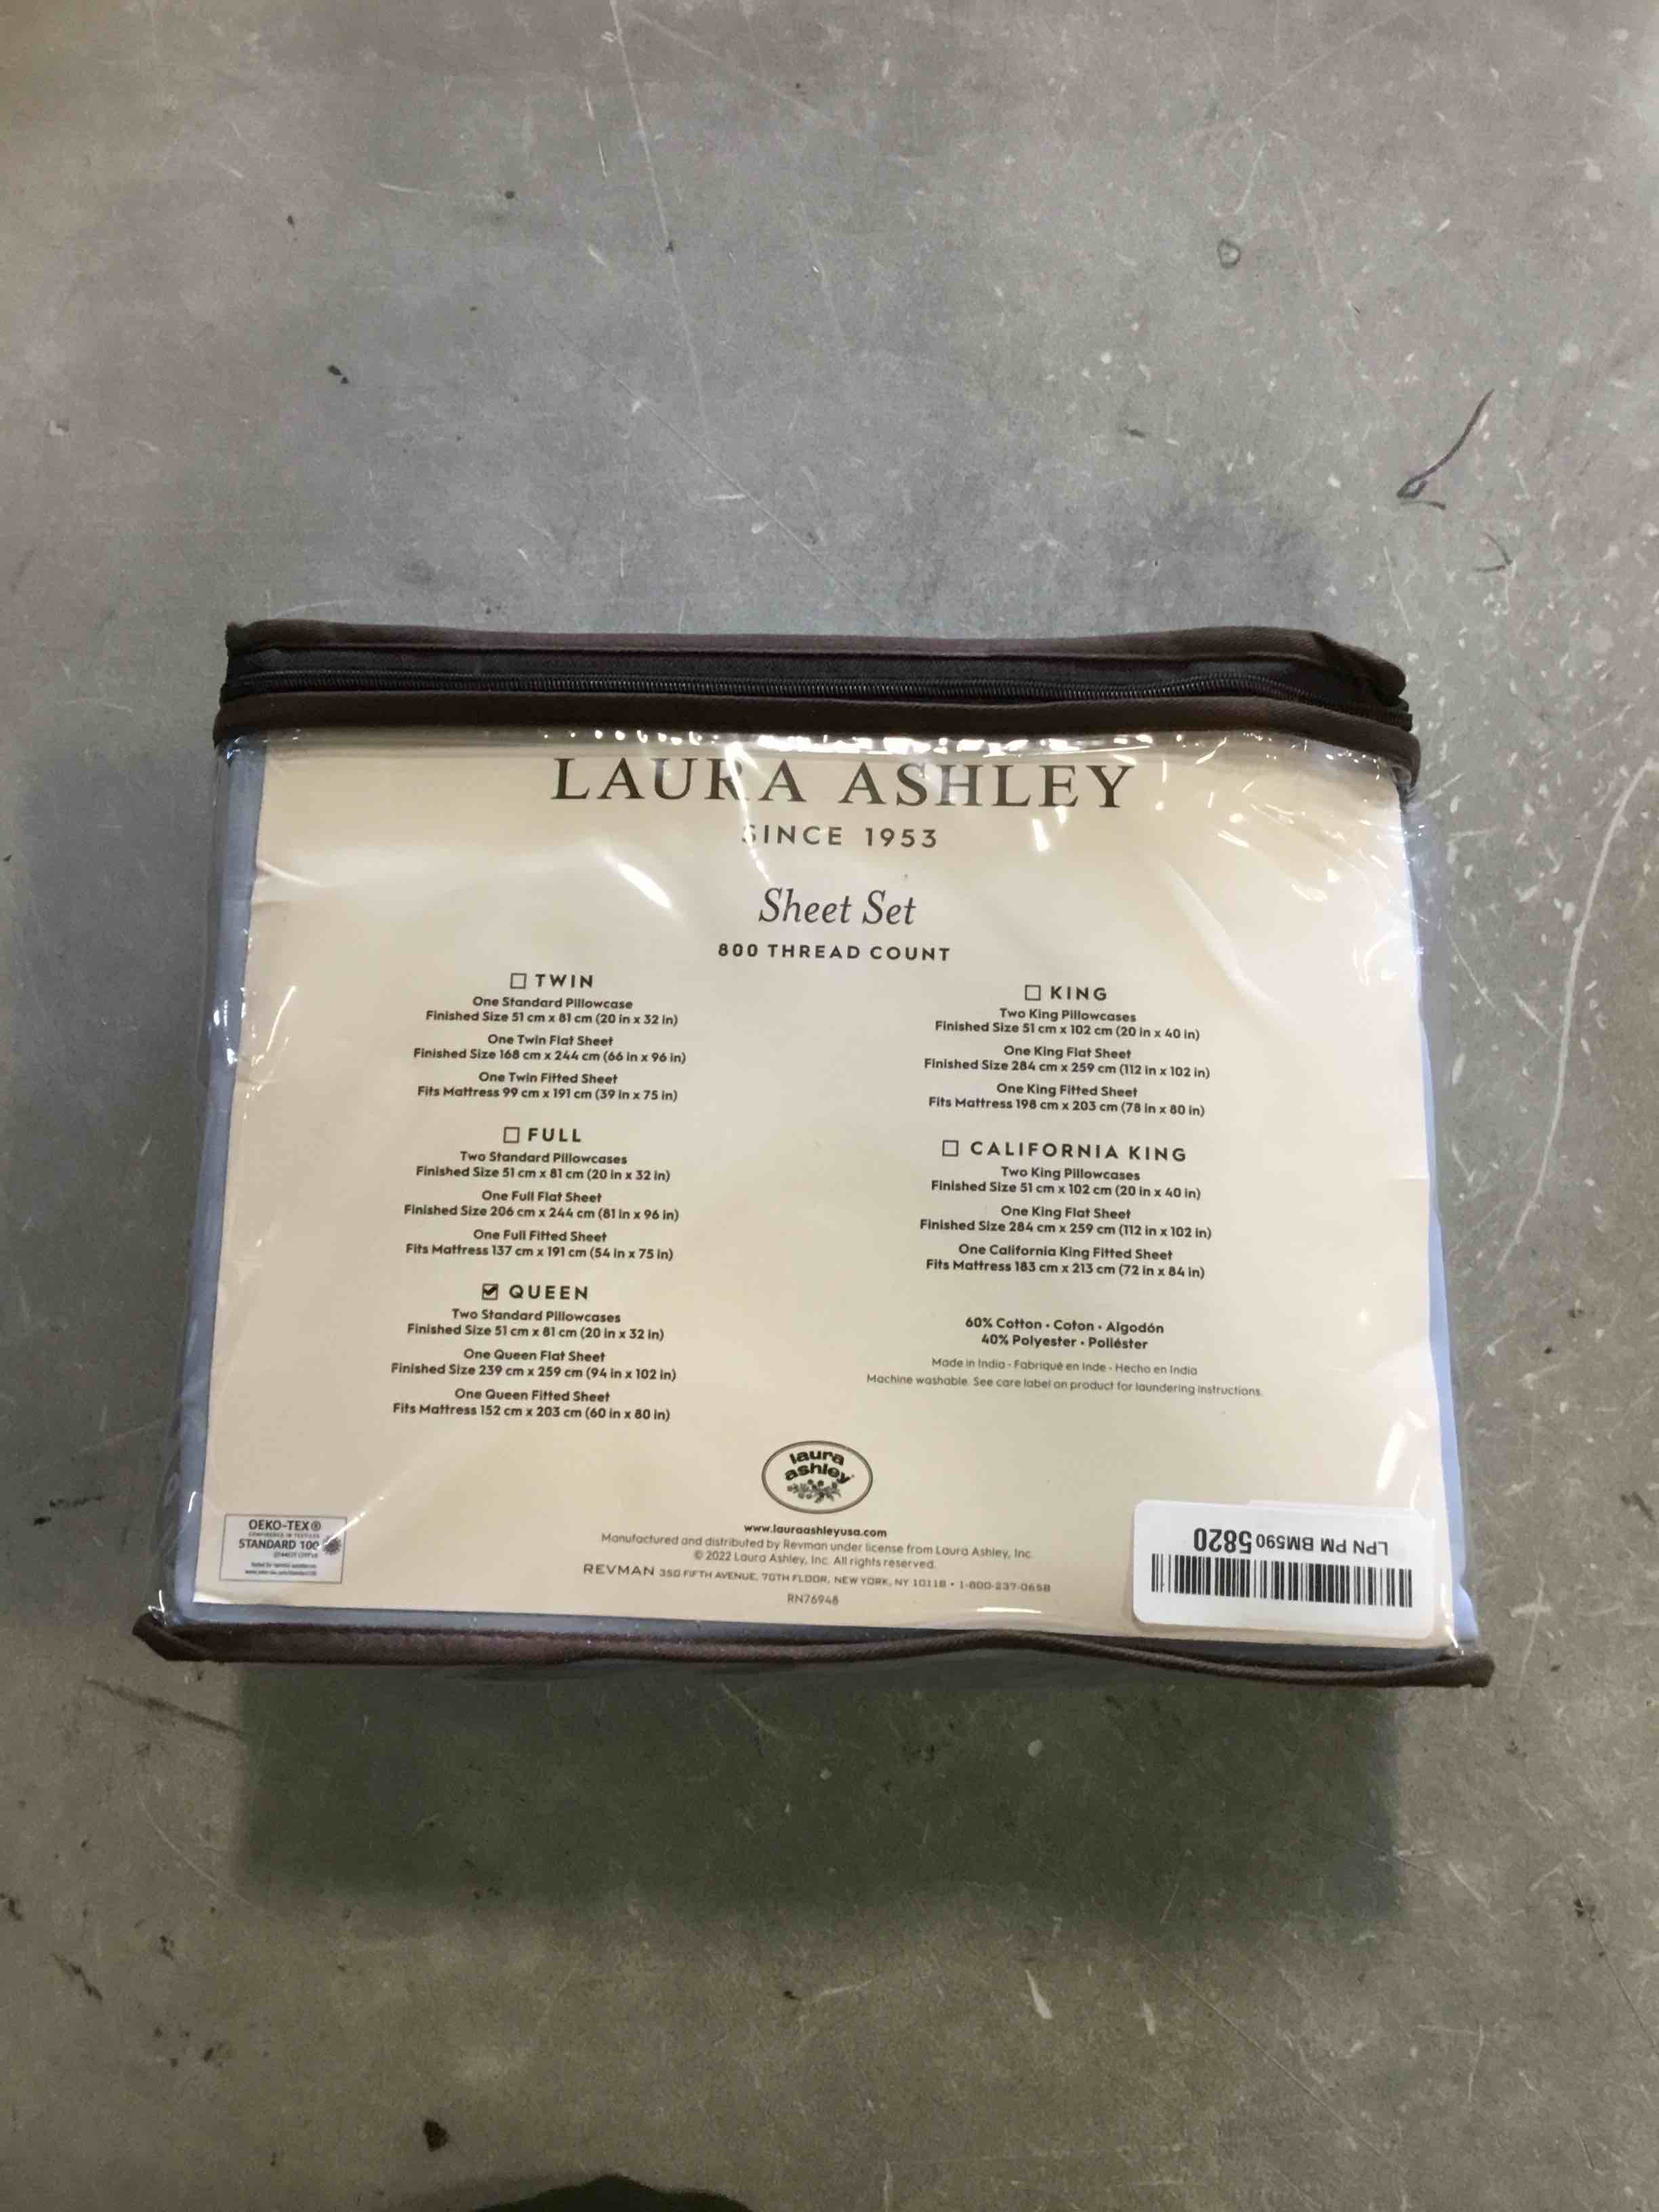 LAURA ASHLEY
SINCE 1953
Sheet Set
800 THREAD COUNT
TWIN
One Standard Pillowcase
Finished Size 51 cm x 81 cm (20 in x 32 in)
One Twin Flat Sheet
Finished Size 168 cm x 244 cm (66 in x 96 in)
One Twin Fitted Sheet
Fits Mattress 99 cm x 191 cm (39 in x 75 in)
FULL
Two Standard Pillowcases
Finished Size 51 cm x 81 cm (20 in x 32 in)
One Full Flat Sheet
Finished Size 206 cm x 244 cm (81 in x 96 in)
One Full Fitted Sheet
Fits Mattress 137 cm x 191 cm (54 in x 75 in)
QUEEN
Two Standard Pillowcases
Finished Size 51 cm x 81 cm (20 in x 32 in)
One Queen Flat Sheet
Finished Size 239 cm x 259 cm (94 in x 102 in)
One Queen Fitted Sheet
Fits Mattress 152 cm x 203 cm (60 in x 80 in)
KING
Two King Pillowcases
Finished Size 51 cm x 102 cm (20 in x 40 in)
One King Flat Sheet
Finished Size 284 cm x 259 cm (112 in x 102 in)
One King Fitted Sheet
Fits Mattress 198 cm x 203 cm (78 in x 80 in)
CALIFORNIA KING
Two King Pillowcases
Finished Size 51 cm x 102 cm (20 in x 40 in)
One King Flat Sheet
Finished Size 284 cm x 259 cm (112 in x 102 in)
One California King Fitted Sheet
Fits Mattress 183 cm x 213 cm (72 in x 84 in)
60% Cotton • Coton • Algodón
40% Polyester • Poliéster
Made in India - Fabriqué en Inde - Hecho en India
Machine washable. See care label on product for laundering instructions.
laura
ashley
www.lauraashleyusa.com
Manufactured and distributed by Revman under license from Laura Ashley, Inc.
© 2022 Laura Ashley, Inc. All rights reserved.
REVMAN 350 FIFTH AVENUE, 70TH FLOOR, NEW YORK, NY 10118 • 1-800-237-0658
RN76948
OEKO-TEX®
CONFIDENCE IN TEXTILES
STANDARD 100
LPN PM BM590 5820